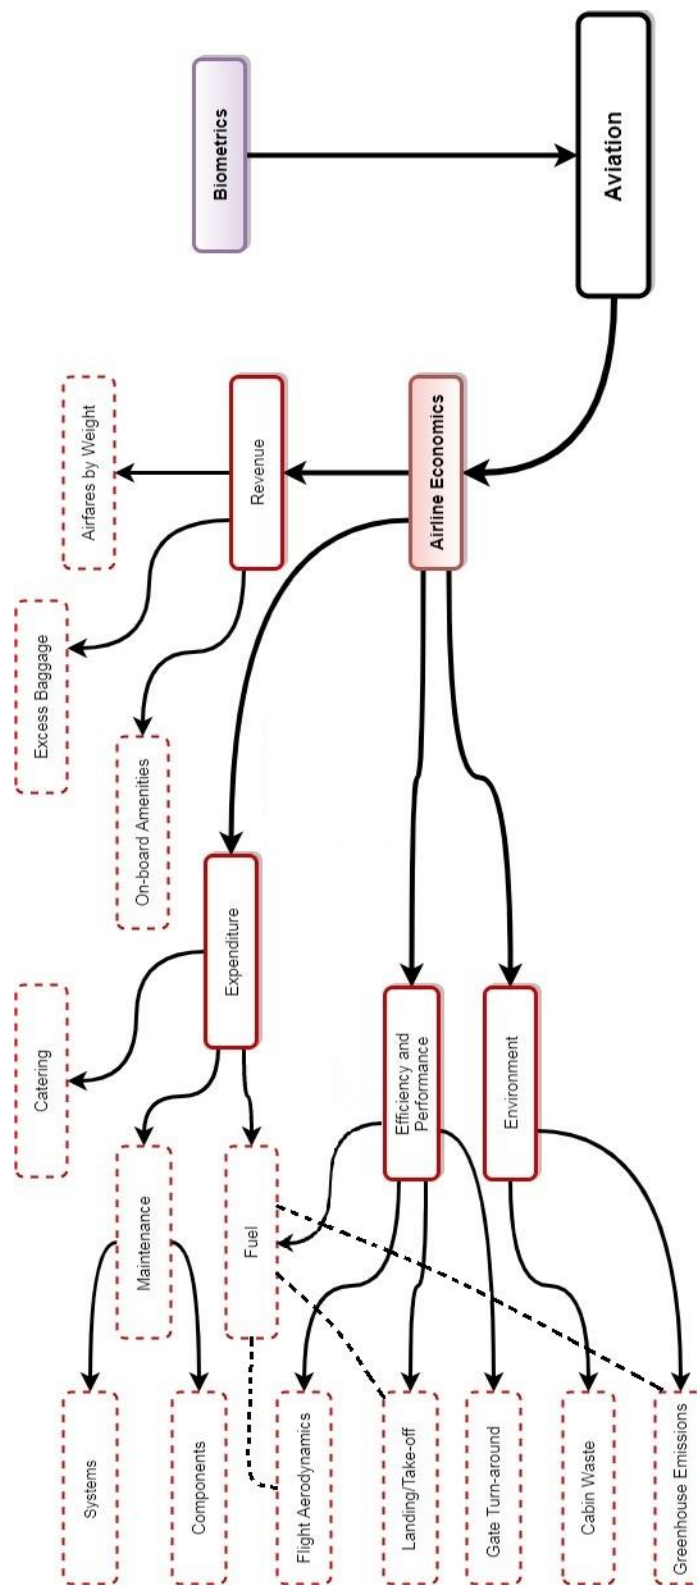 Biometrics
Aviation
Airfares by Weight
Revenue
Airline Economics
Excess Baggage
On-board Amenities
Expenditure
Catering
Efficiency and
Performance
Environment
Maintenance
Fuel
Systems
Components
Flight Aerodynamics
Landing/Take-off
Gate Turn-around
Cabin Waste
Greenhouse Emissions